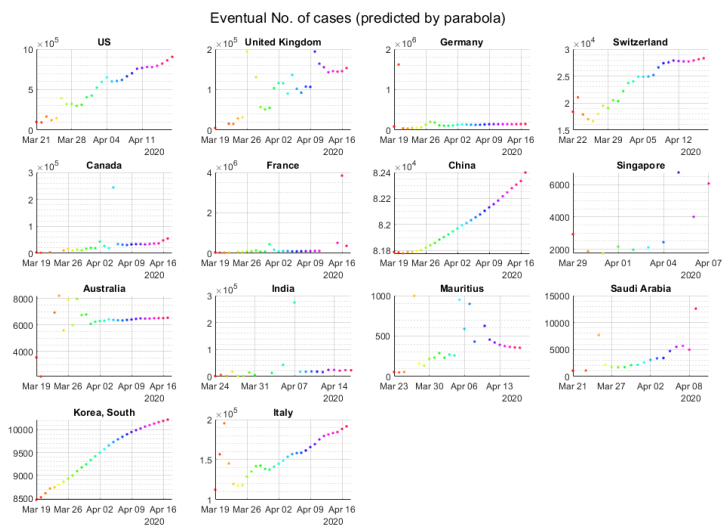 Eventual No. of cases (predicted by parabola)
× 10^5 US
10
5
0
Mar 21 Mar 28 Apr 04 Apr 11
2020
× 10^5 United Kingdom
2
1
0
Mar 19 Mar 26 Apr 02 Apr 09 Apr 16
2020
× 10^6 Germany
2
1
0
Mar 19 Mar 26 Apr 02 Apr 09 Apr 16
2020
× 10^4 Switzerland
3
2.5
2
1.5
Mar 22 Mar 29 Apr 05 Apr 12
2020
× 10^5 Canada
3
2
1
0
Mar 19 Mar 26 Apr 02 Apr 09 Apr 16
2020
× 10^6 France
4
2
0
Mar 19 Mar 26 Apr 02 Apr 09 Apr 16
2020
× 10^4 China
8.24
8.22
8.2
8.18
Mar 19 Mar 26 Apr 02 Apr 09 Apr 16
2020
Singapore
6000
4000
2000
Mar 29 Apr 01 Apr 04 Apr 07
2020
Australia
8000
6000
4000
Mar 19 Mar 26 Apr 02 Apr 09 Apr 16
2020
× 10^5 India
3
2
1
0
Mar 24 Mar 31 Apr 07 Apr 14
2020
Mauritius
1000
500
0
Mar 23 Mar 30 Apr 06 Apr 13
2020
Saudi Arabia
15000
10000
5000
0
Mar 21 Mar 27 Apr 02 Apr 08
2020
Korea, South
10000
9500
9000
8500
Mar 19 Mar 26 Apr 02 Apr 09 Apr 16
2020
× 10^5 Italy
2
1.8
1.6
1.4
1.2
1
Mar 19 Mar 26 Apr 02 Apr 09 Apr 16
2020